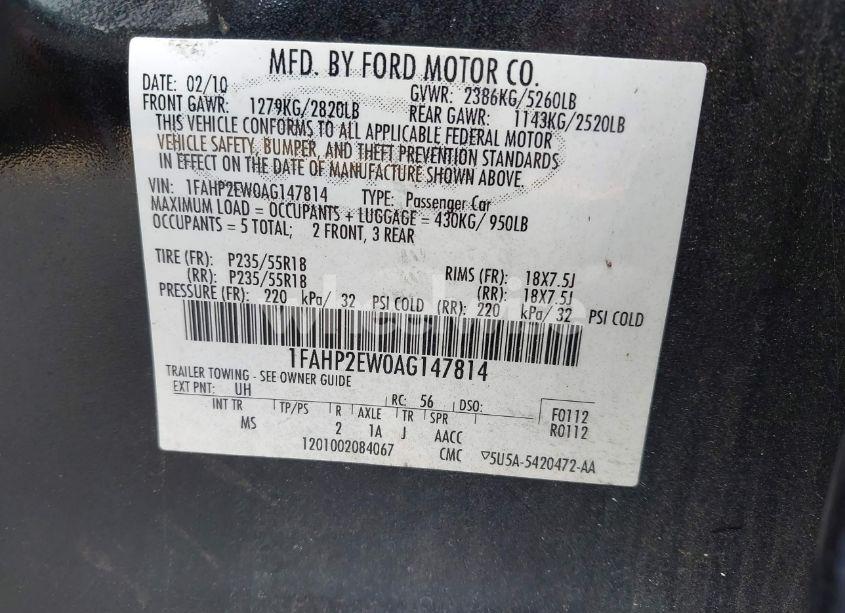 MFD. BY FORD MOTOR CO.
DATE: 02/10 GVWR: 2386KG/5260LB
FRONT GAWR: 1279KG/2820LB REAR GAWR: 1143KG/2520LB
THIS VEHICLE CONFORMS TO ALL APPLICABLE FEDERAL MOTOR
VEHICLE SAFETY, BUMPER, AND THEFT PREVENTION STANDARDS
IN EFFECT ON THE DATE OF MANUFACTURE SHOWN ABOVE.
VIN: 1FAHP2EW0AG147814 TYPE: Passenger Car
MAXIMUM LOAD = OCCUPANTS + LUGGAGE = 430KG/ 950LB
OCCUPANTS = 5 TOTAL; 2 FRONT, 3 REAR
TIRE (FR): P235/55R18 RIMS (FR): 18X7.5J
(RR): P235/55R18 (RR): 18X7.5J
PRESSURE (FR): 220 kPa/ 32 PSI COLD (RR): 220 kPa/ 32 PSI COLD
1FAHP2EW0AG147814
TRAILER TOWING - SEE OWNER GUIDE
EXT PNT: UH RC: 56 DSO: F0112
INT TR TP/PS R AXLE TR SPR R0112
MS 2 1A J AACC
1201002084067 CMC ▽5U5A-5420472-AA